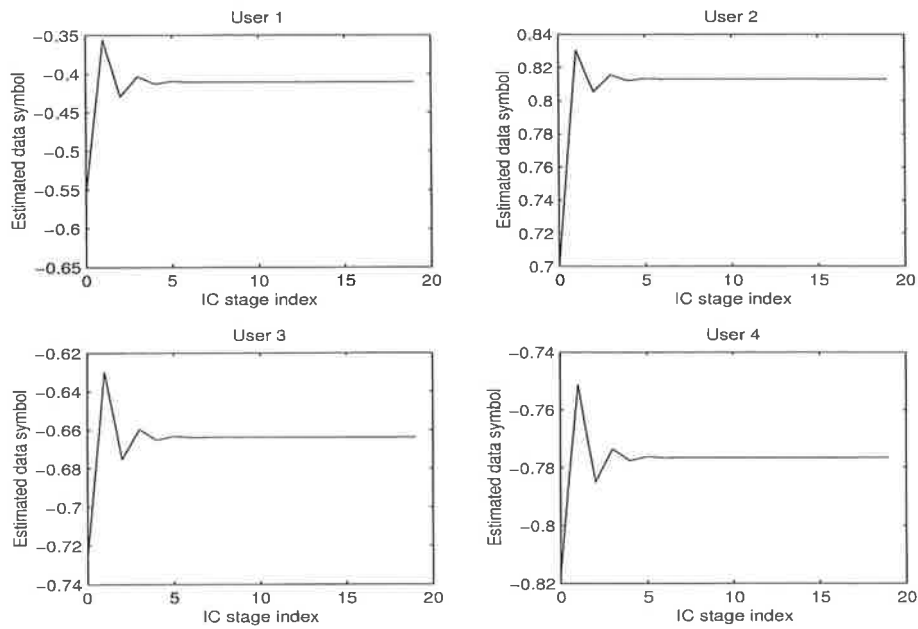 User 1
−0.35
−0.4
−0.45
−0.5
−0.55
−0.6
−0.65
0 5 10 15 20
Estimated data symbol
IC stage index
User 2
0.84
0.82
0.8
0.78
0.76
0.74
0.72
0.7
0 5 10 15 20
Estimated data symbol
IC stage index
User 3
−0.62
−0.64
−0.66
−0.68
−0.7
−0.72
−0.74
0 5 10 15 20
Estimated data symbol
IC stage index
User 4
−0.74
−0.76
−0.78
−0.8
−0.82
0 5 10 15 20
Estimated data symbol
IC stage index